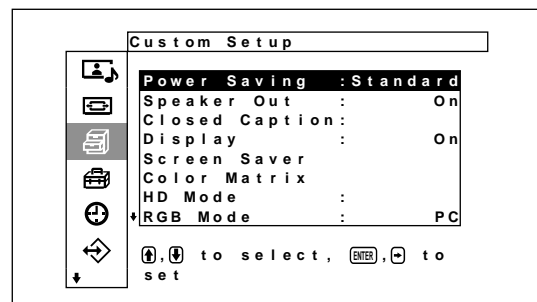 Custom Setup
Power Saving :Standard
Speaker Out : On
Closed Caption:
Display : On
Screen Saver
Color Matrix
HD Mode :
RGB Mode : PC
↑,↓ to select, ENTER,→ to
set